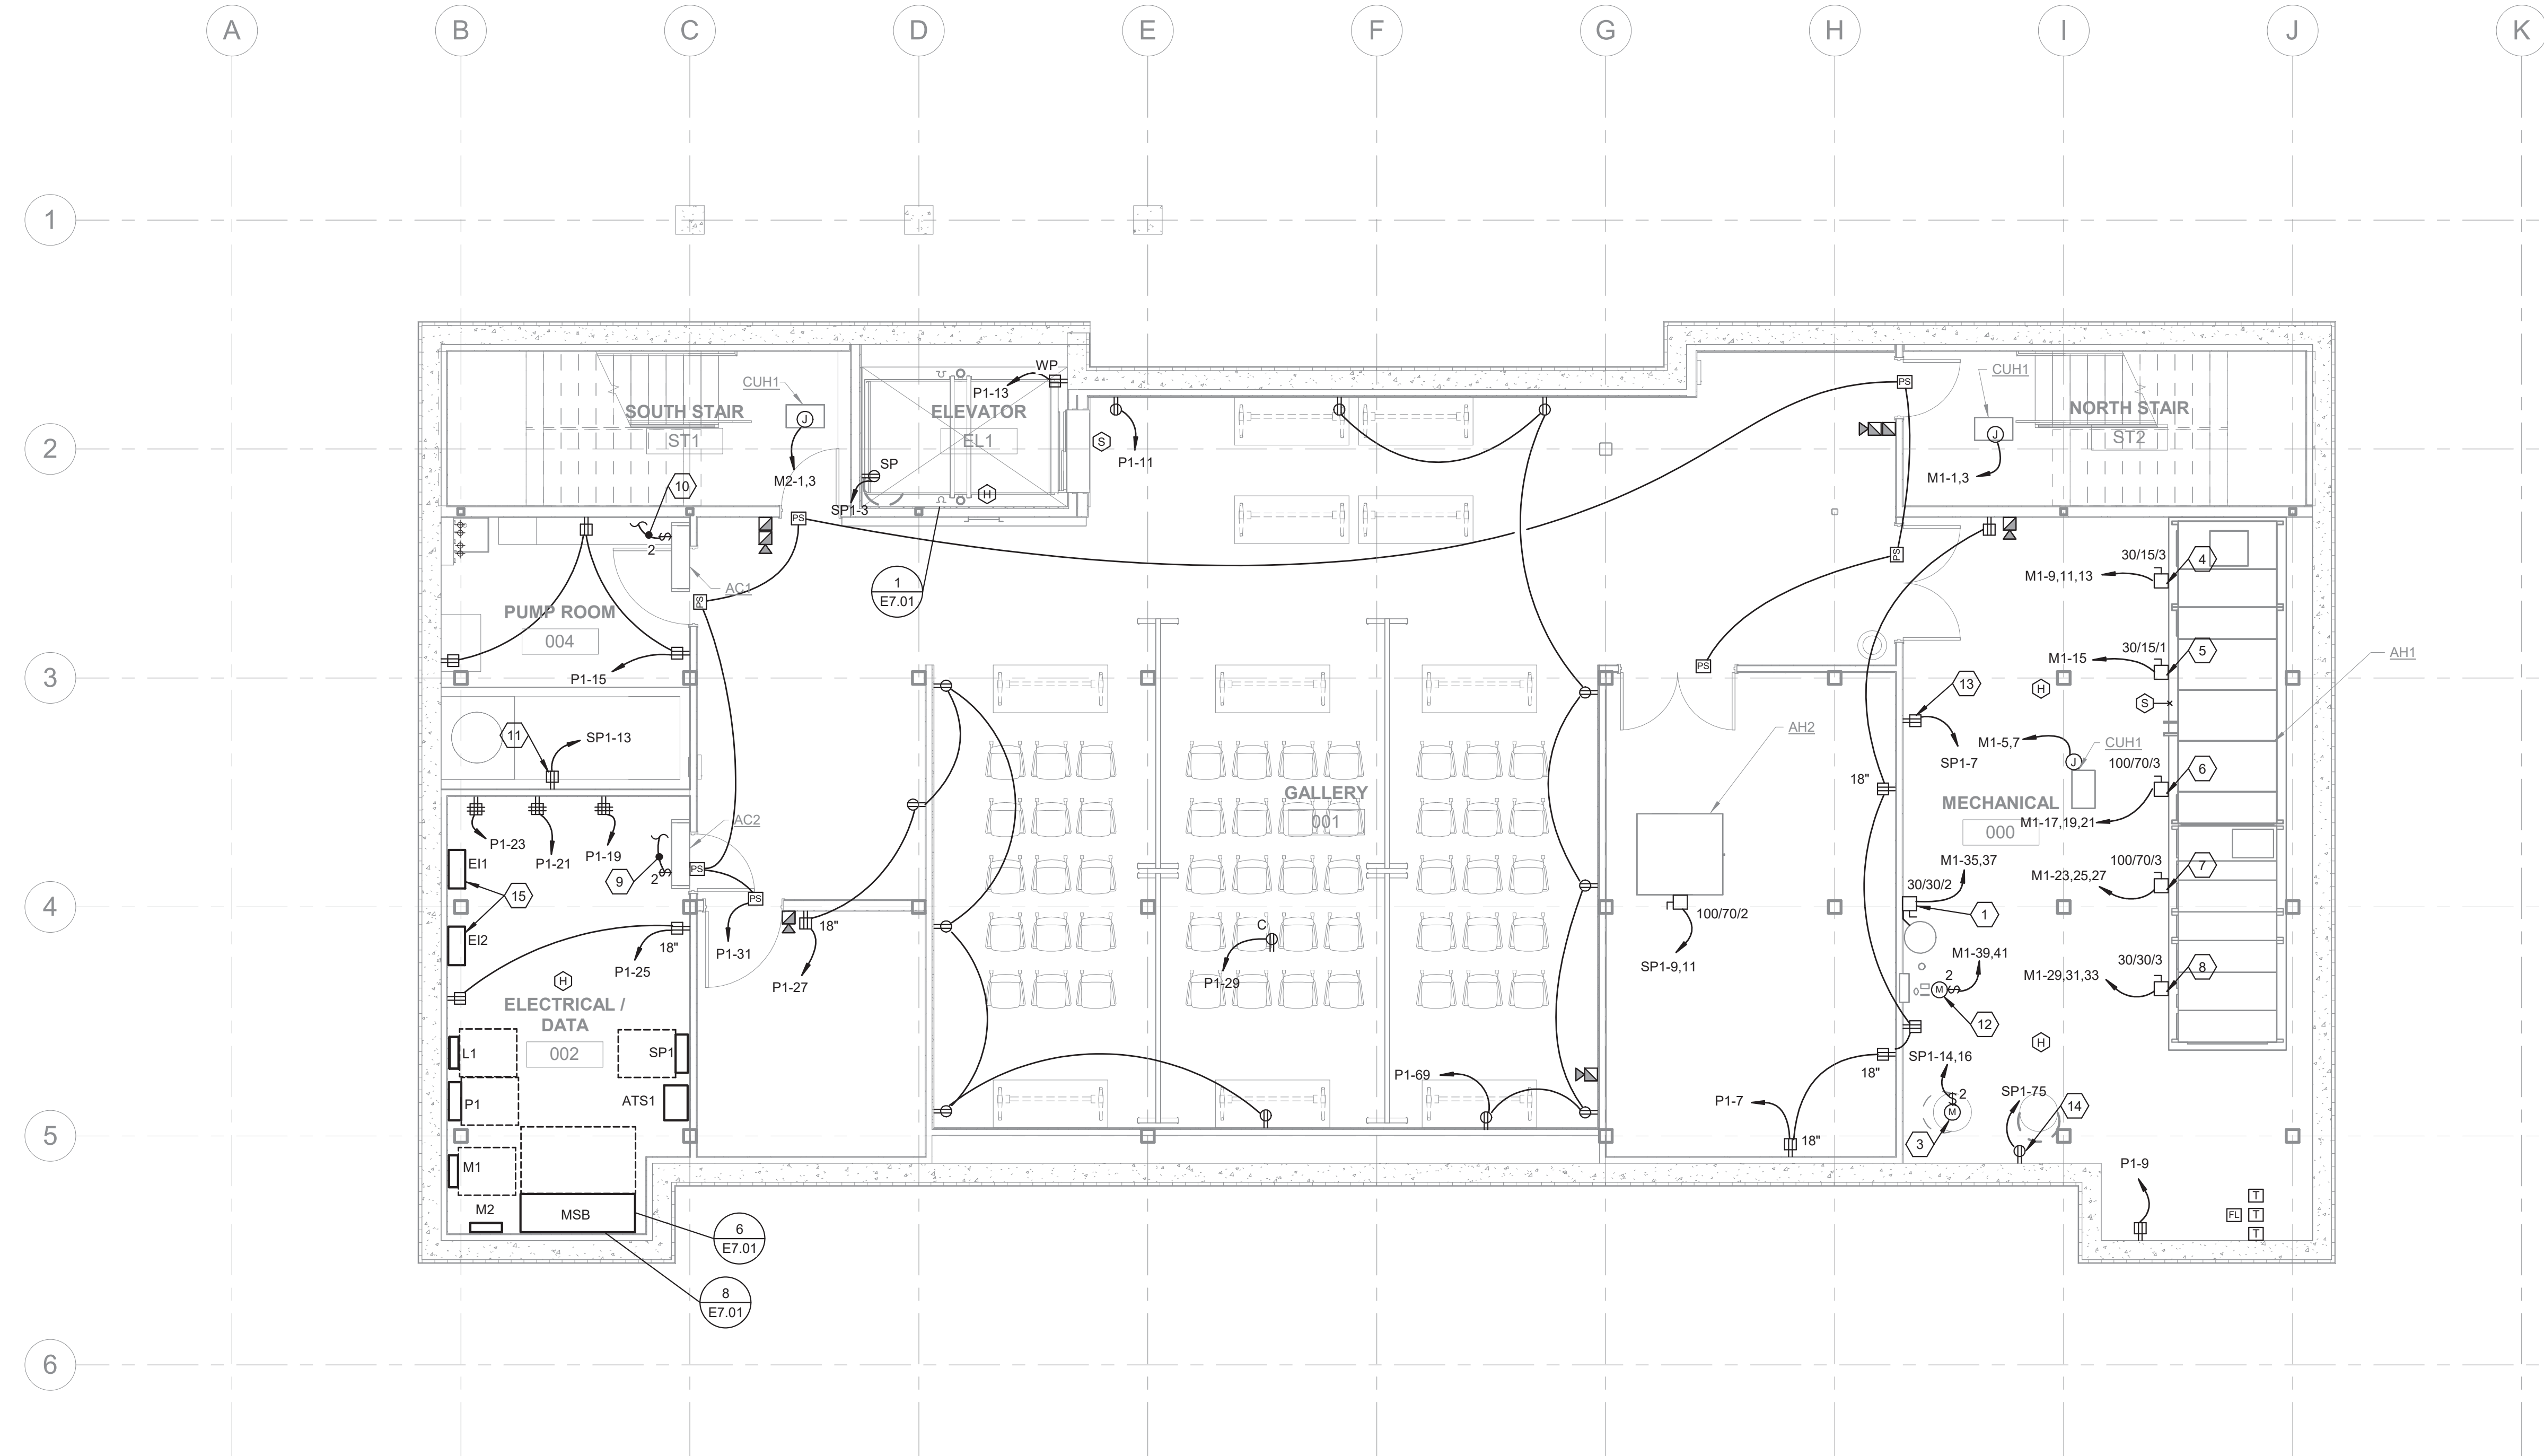 A B C D E F G H I J K
1
WP
CUH1
P1-13
CUH1
SOUTH STAIR
ELEVATOR
NORTH STAIR
PS
J
J
2
ST1
EL1
S
ST2
P1-11
SP
M2-1,3
M1-1,3
10
H
SP1-3
PS
2
30/15/3
4
PS
M1-9,11,13
1
E7.01
AC1
PS
PUMP ROOM
004
30/15/1
5
M1-15
AH1
PS
3
P1-15
13
H
S
11
SP1-13
AH2
M1-5,7
CUH1
J
SP1-7
100/70/3
6
18"
GALLERY
001
MECHANICAL
000
M1-17,19,21
AC2
P1-23
P1-21
P1-19
EI1
M1-35,37
100/70/3
7
PS
9
2
15
30/30/2
M1-23,25,27
PS
4
100/70/2
1
C
18"
EI2
18"
P1-31
M1-39,41
P1-25
SP1-9,11
30/30/3
8
H
P1-27
P1-29
2
M
M1-29,31,33
ELECTRICAL /
DATA
002
12
H
L1
SP1
SP1-14,16
18"
P1-69
P1
ATS1
P1-7
2
M
SP1-75
14
5
18"
3
M1
P1-9
T
M2
MSB
FL
T
T
6
E7.01
8
E7.01
6